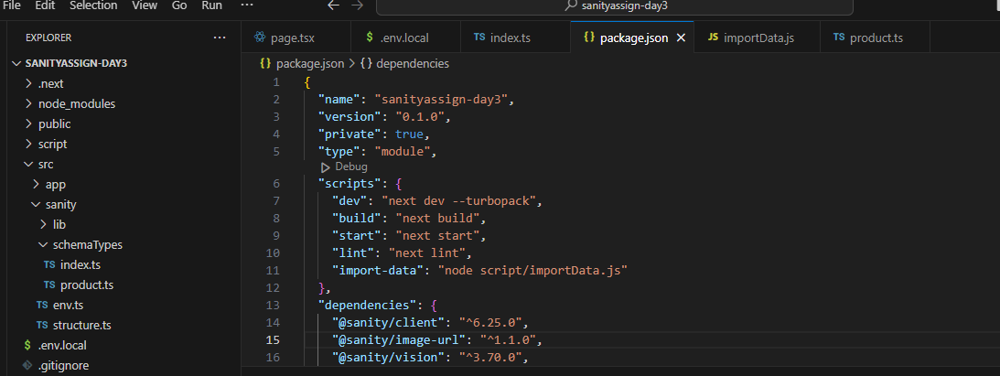 File Edit Selection View Go Run ··· sanityassign-day3
EXPLORER ···
SANITYASSIGN-DAY3
.next
node_modules
public
script
src
app
sanity
lib
schemaTypes
TS index.ts
TS product.ts
TS env.ts
TS structure.ts
$ .env.local
.gitignore
page.tsx
$ .env.local
TS index.ts
{} package.json
JS importData.js
TS product.ts
{} package.json > {} dependencies
1 {
2 "name": "sanityassign-day3",
3 "version": "0.1.0",
4 "private": true,
5 "type": "module",
Debug
6 "scripts": {
7 "dev": "next dev --turbopack",
8 "build": "next build",
9 "start": "next start",
10 "lint": "next lint",
11 "import-data": "node script/importData.js"
12 },
13 "dependencies": {
14 "@sanity/client": "^6.25.0",
15 "@sanity/image-url": "^1.1.0",
16 "@sanity/vision": "^3.70.0",